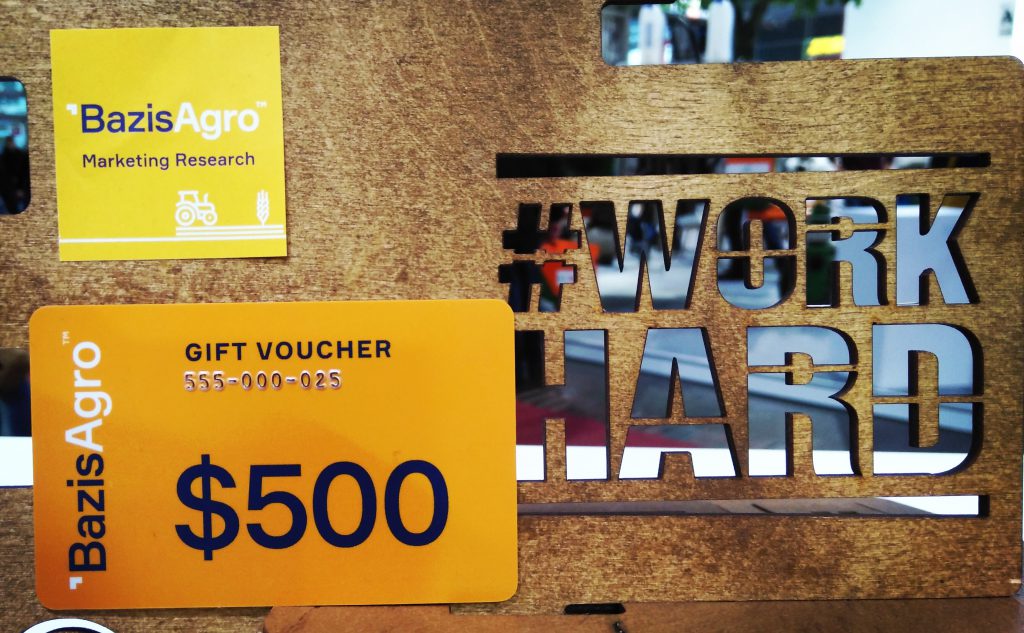 BazisAgro™
Marketing Research
#WORK
HARD
BazisAgro™
GIFT VOUCHER
555-000-025
$500